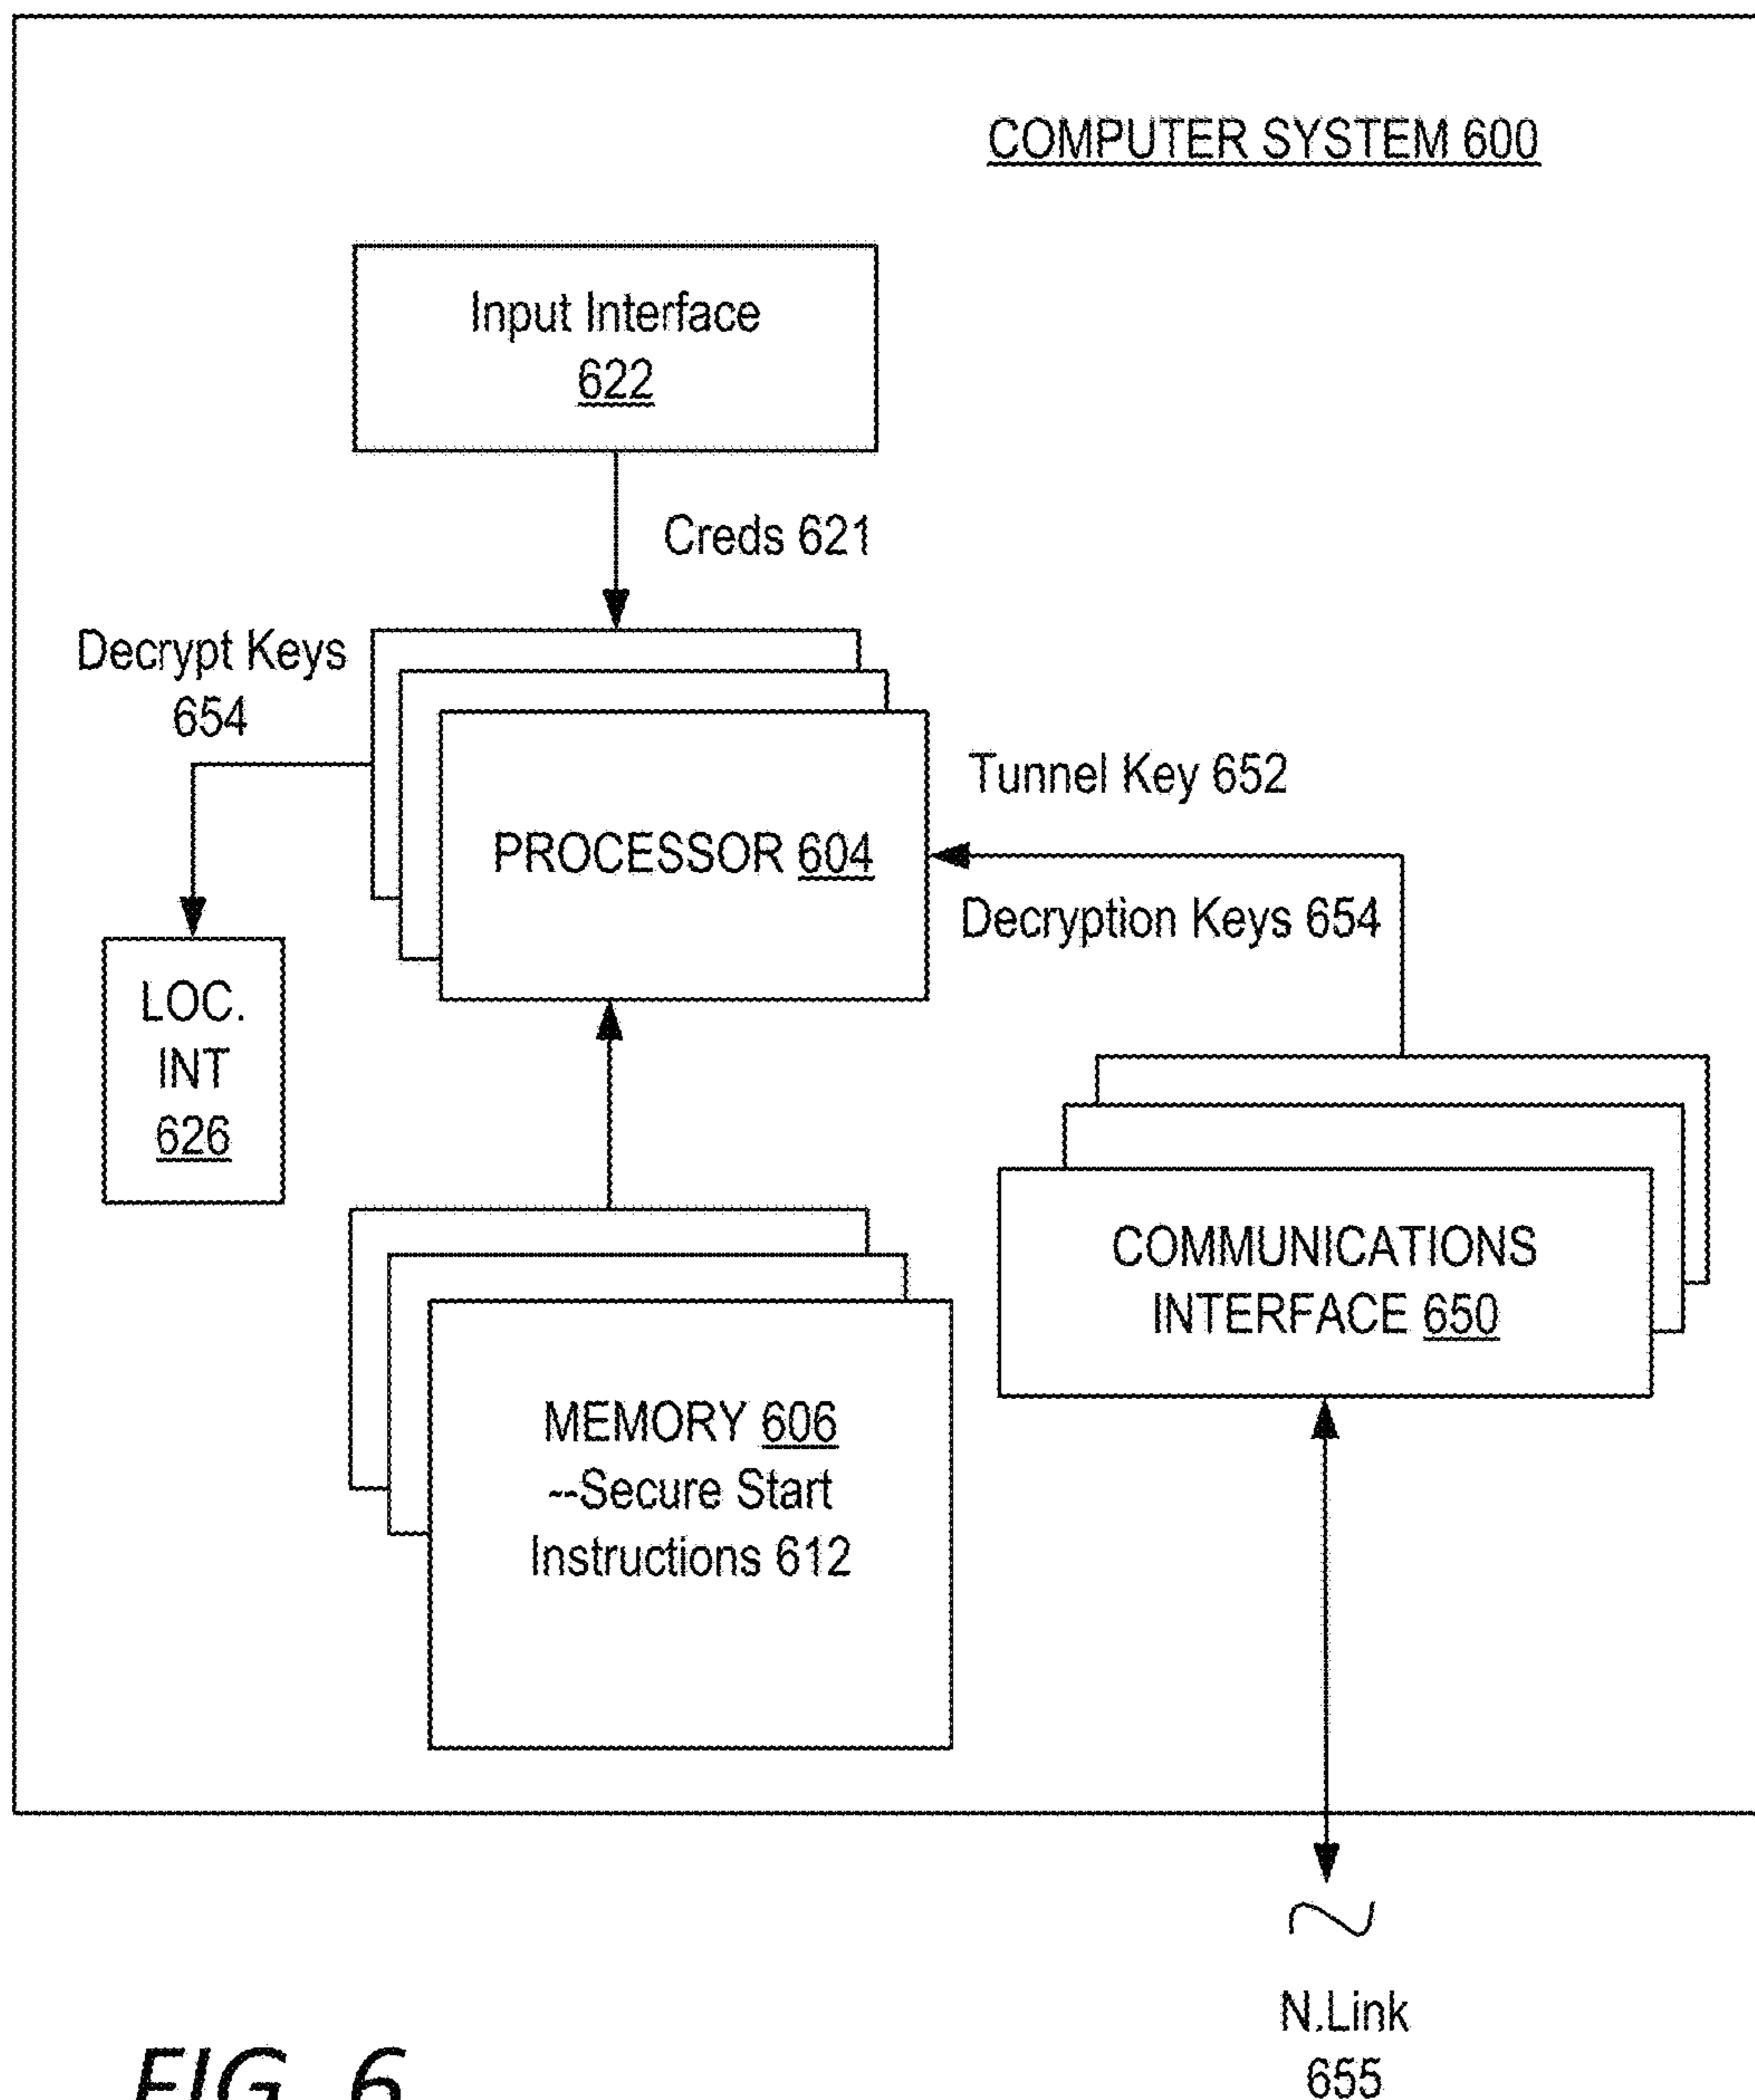 COMPUTER SYSTEM 600
Input Interface
622
Creds 621
Decrypt Keys
654
Tunnel Key 652
PROCESSOR 604
Decryption Keys 654
LOC.
INT
626
COMMUNICATIONS
INTERFACE 650
MEMORY 606
--Secure Start
Instructions 612
N.Link
655
FIG. 6